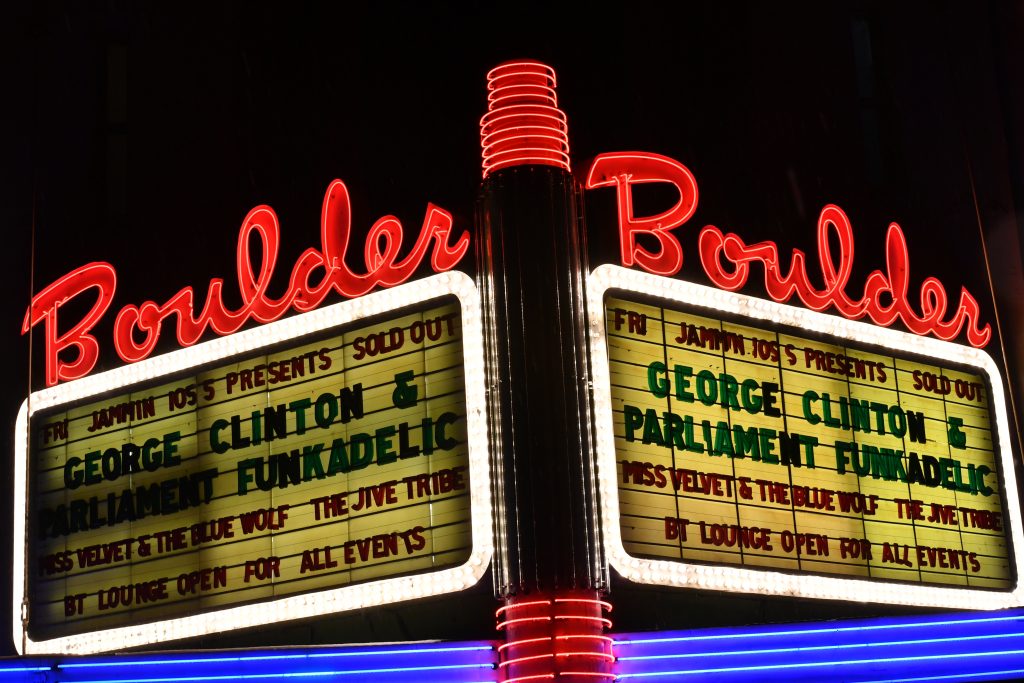 Boulder
FRI JAMMIN 105 5 PRESENTS SOLD OUT
GEORGE CLINTON &
PARLIAMENT FUNKADELIC
MISS VELVET & THE BLUE WOLF THE JIVE TRIBE
BT LOUNGE OPEN FOR ALL EVENTS
Boulder
FRI JAMM'N 105 5 PRESENTS SOLD OUT
GEORGE CLINTON &
PARLIAMENT FUNKADELIC
MISS VELVET & THE BLUE WOLF THE JIVE TRIBE
BT LOUNGE OPEN FOR ALL EVENTS